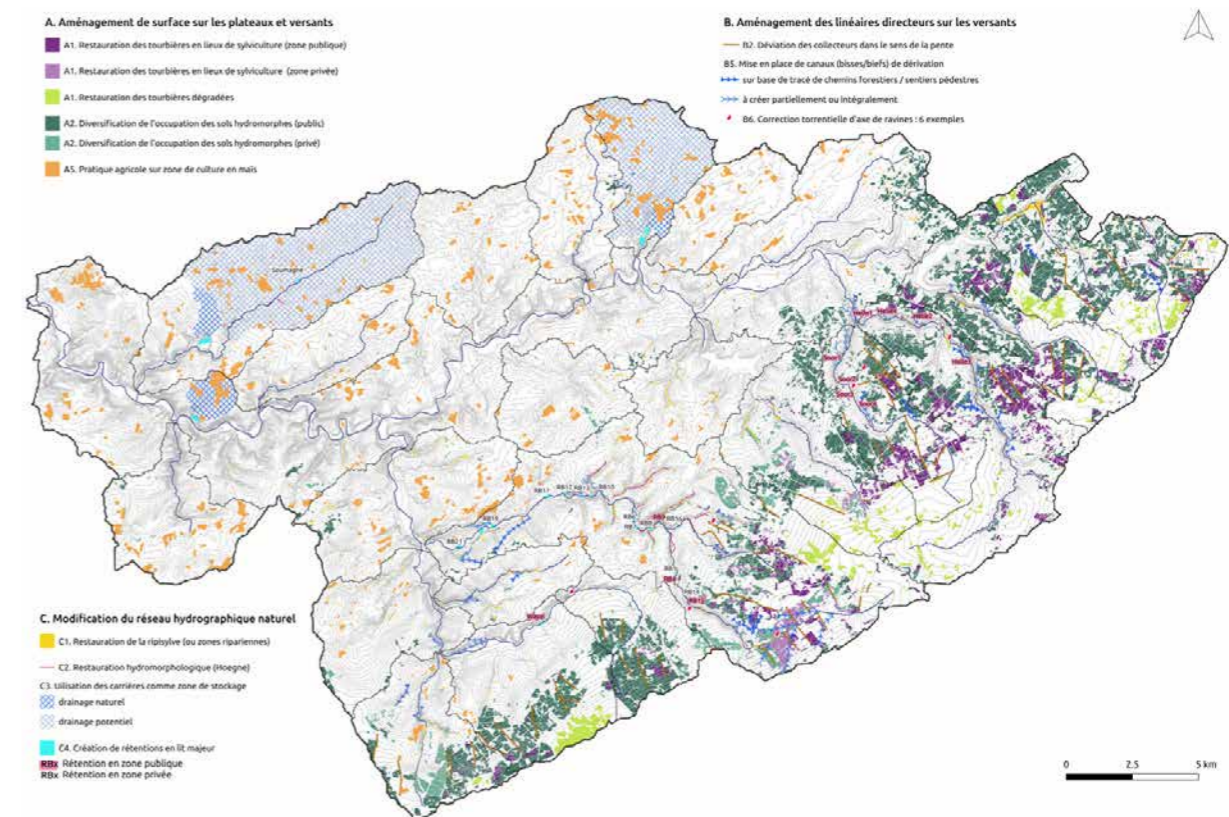 A. Aménagement de surface sur les plateaux et versants
A1. Restauration des tourbières en lieux de sylviculture (zone publique)
A1. Restauration des tourbières en lieux de sylviculture (zone privée)
A1. Restauration des tourbières dégradées
A2. Diversification de l'occupation des sols hydromorphes (public)
A2. Diversification de l'occupation des sols hydromorphes (privé)
A5. Pratique agricole sur zone de culture en maïs
B. Aménagement des linéaires directeurs sur les versants
B2. Déviation des collecteurs dans le sens de la pente
B5. Mise en place de canaux (bisses/biefs) de dérivation
sur base de tracé de chemins forestiers / sentiers pédestres
à créer partiellement ou intégralement
B6. Correction torrentielle d'axe de ravines : 6 exemples
Soumagne
Helle2
Soor1
RB11
RB12
RB10
RB21
C. Modification du réseau hydrographique naturel
C1. Restauration de la ripisylve (ou zones ripariennes)
C2. Restauration hydromorphologique (Hoegne)
C3. Utilisation des carrières comme zone de stockage
drainage naturel
drainage potentiel
C4. Création de rétentions en lit majeur
RBx Rétention en zone publique
RBx Rétention en zone privée
0 2.5 5 km